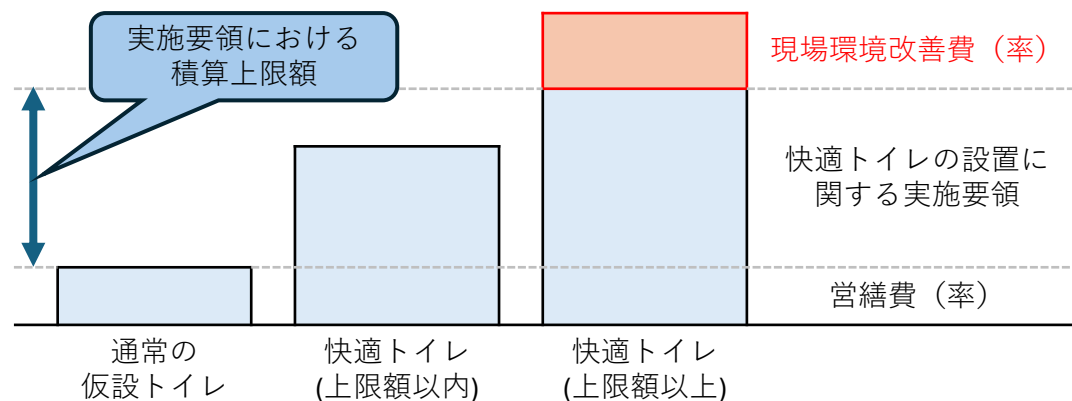 実施要領における
積算上限額
現場環境改善費（率）
快適トイレの設置に
関する実施要領
営繕費（率）
通常の
仮設トイレ
快適トイレ
(上限額以内)
快適トイレ
(上限額以上)